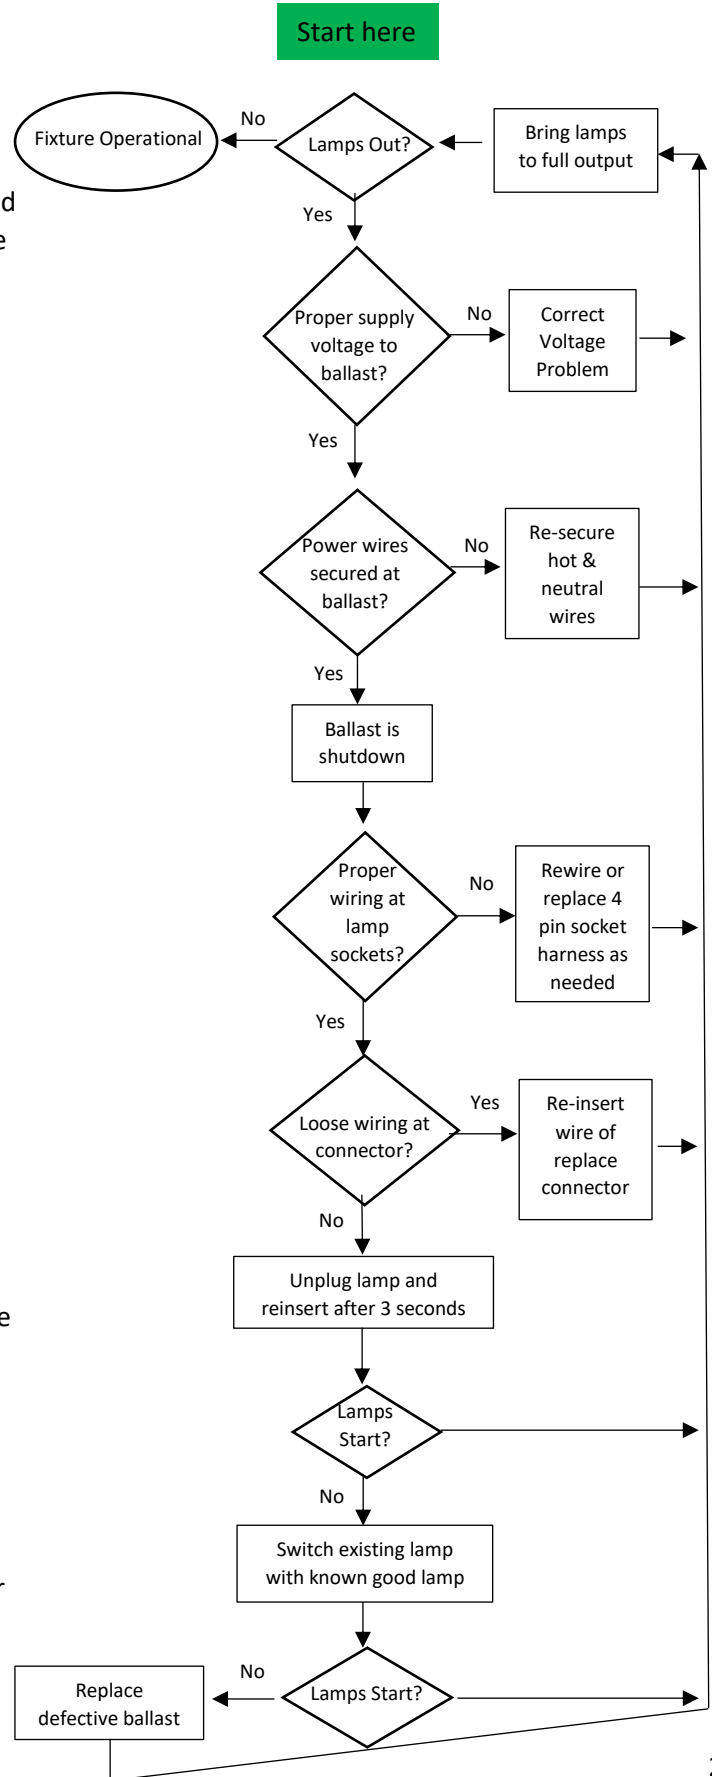 Start here
Fixture Operational
No
Lamps Out?
Bring lamps
to full output
d
e
Yes
Proper supply
voltage to
ballast?
No
Correct
Voltage
Problem
Yes
Power wires
secured at
ballast?
No
Re-secure
hot &
neutral
wires
Yes
Ballast is
shutdown
Proper
wiring at
lamp
sockets?
No
Rewire or
replace 4
pin socket
harness as
needed
Yes
Loose wiring at
connector?
Yes
Re-insert
wire of
replace
connector
No
Unplug lamp and
reinsert after 3 seconds
e
Lamps
Start?
No
Switch existing lamp
with known good lamp
r
Lamps Start?
No
Replace
defective ballast